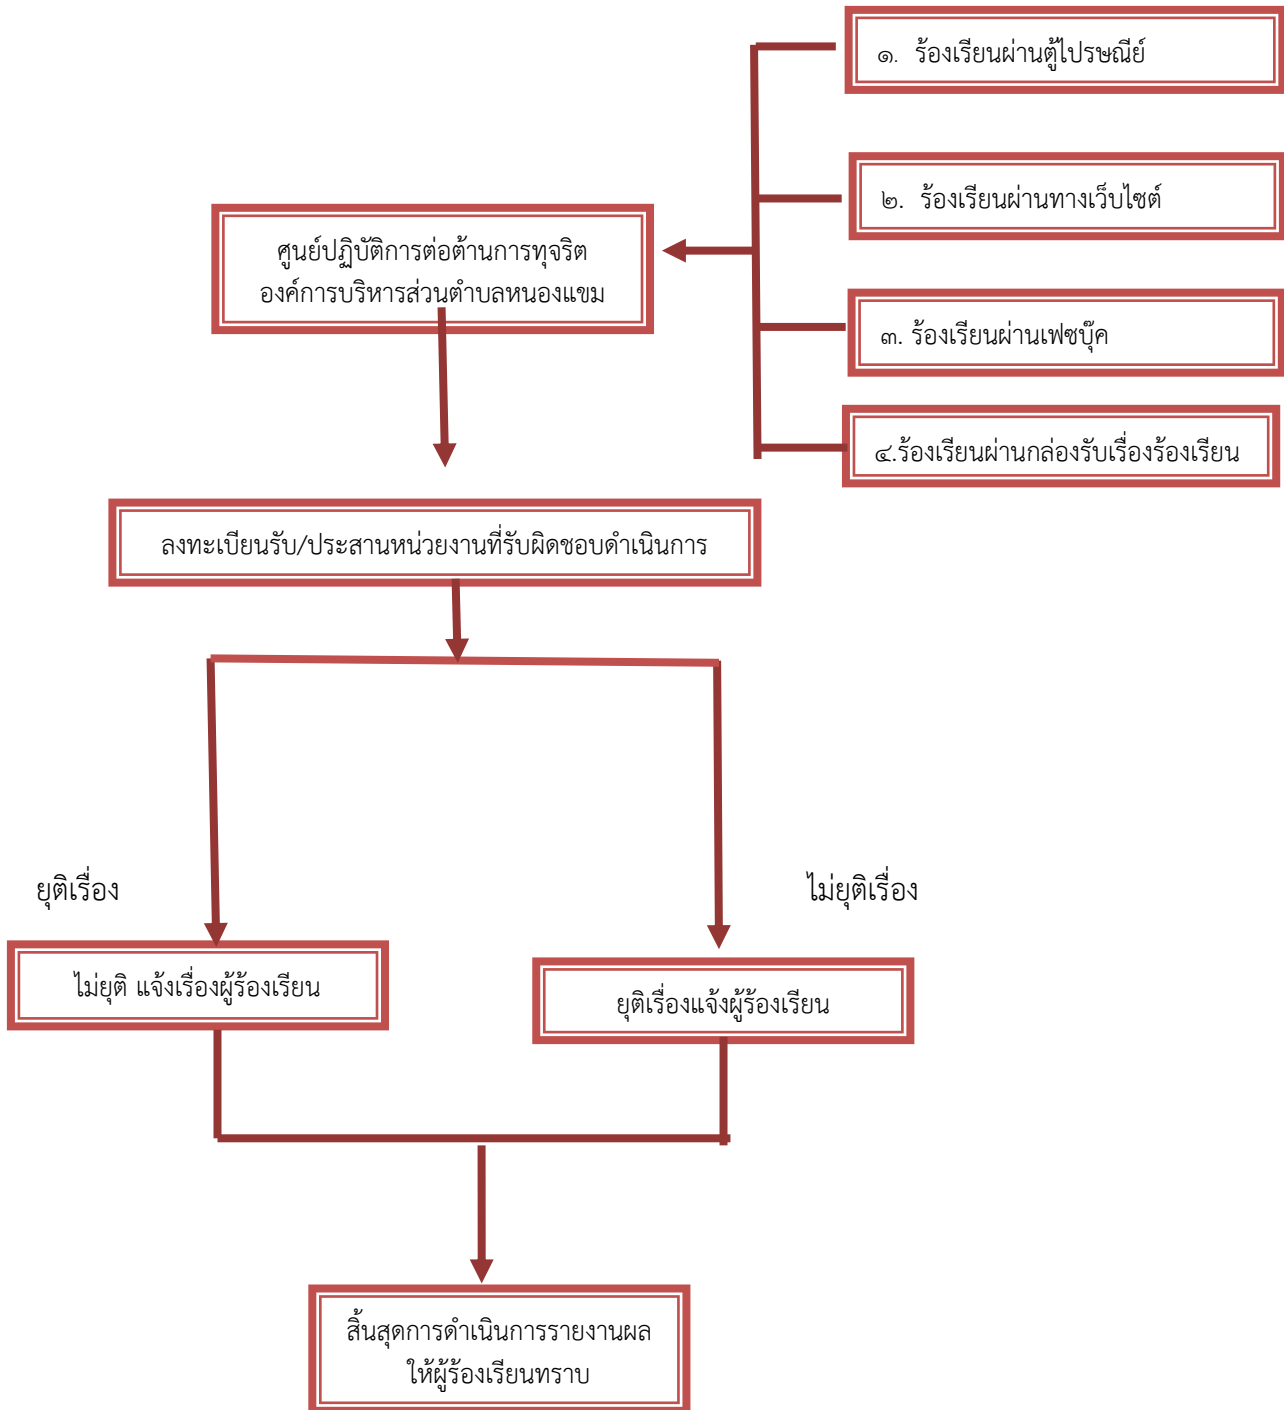 ๑. ร้องเรียนผ่านตู้ไปรษณีย์
๒. ร้องเรียนผ่านทางเว็บไซต์
ศูนย์ปฏิบัติการต่อต้านการทุจริต
องค์การบริหารส่วนตำบลหนองแขม
๓. ร้องเรียนผ่านเฟซบุ๊ค
๔.ร้องเรียนผ่านกล่องรับเรื่องร้องเรียน
ลงทะเบียนรับ/ประสานหน่วยงานที่รับผิดชอบดำเนินการ
ยุติเรื่อง
ไม่ยุติเรื่อง
ไม่ยุติ แจ้งเรื่องผู้ร้องเรียน
ยุติเรื่องแจ้งผู้ร้องเรียน
สิ้นสุดการดำเนินการรายงานผล
ให้ผู้ร้องเรียนทราบ